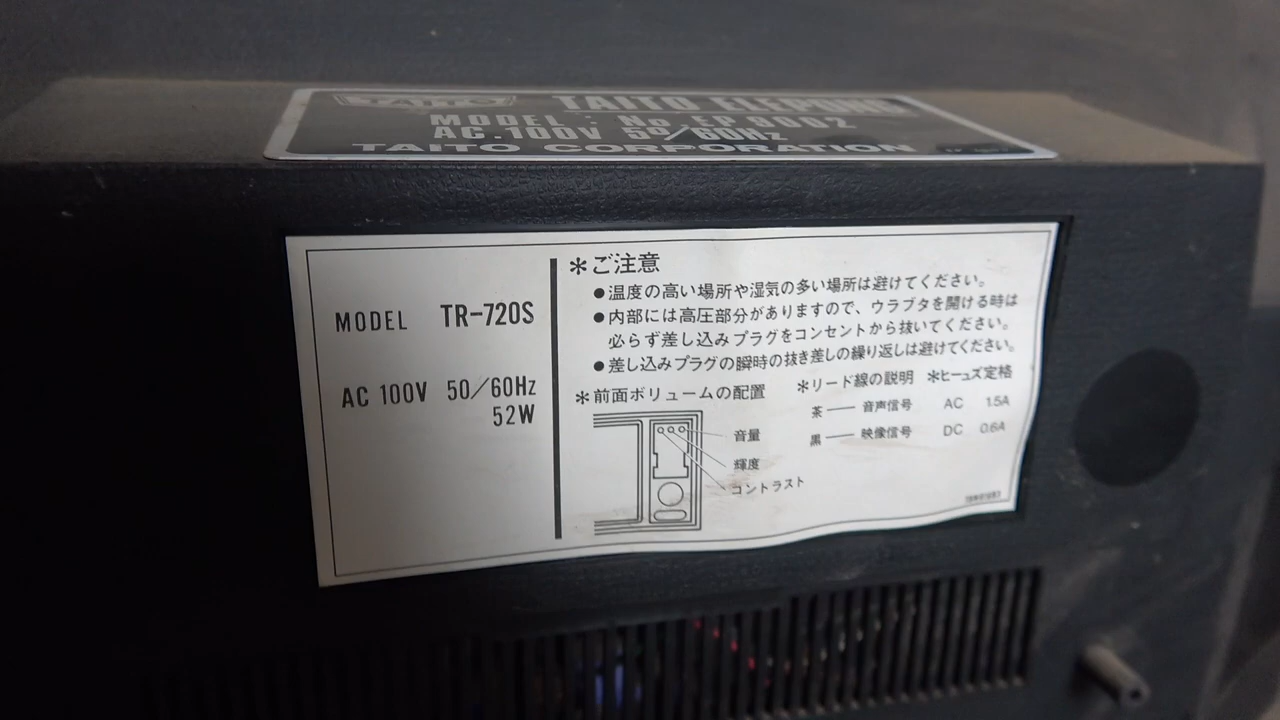 TAITO
TAITO ELEPUNP
MODEL : No. EP 9002
AC. 100V 50/60Hz
TAITO CORPORATION
MODEL TR-720S
AC 100V 50/60Hz
52W
*ご注意
●温度の高い場所や湿気の多い場所は避けてください。
●内部には高圧部分がありますので、ウラブタを開ける時は
必らず差し込みプラグをコンセントから抜いてください。
●差し込みプラグの瞬時の抜き差しの繰り返しは避けてください。
*前面ボリュームの配置
音量
輝度
コントラスト
*リード線の説明
茶 — 音声信号
黒 — 映像信号
*ヒューズ定格
AC 1.5A
DC 0.6A